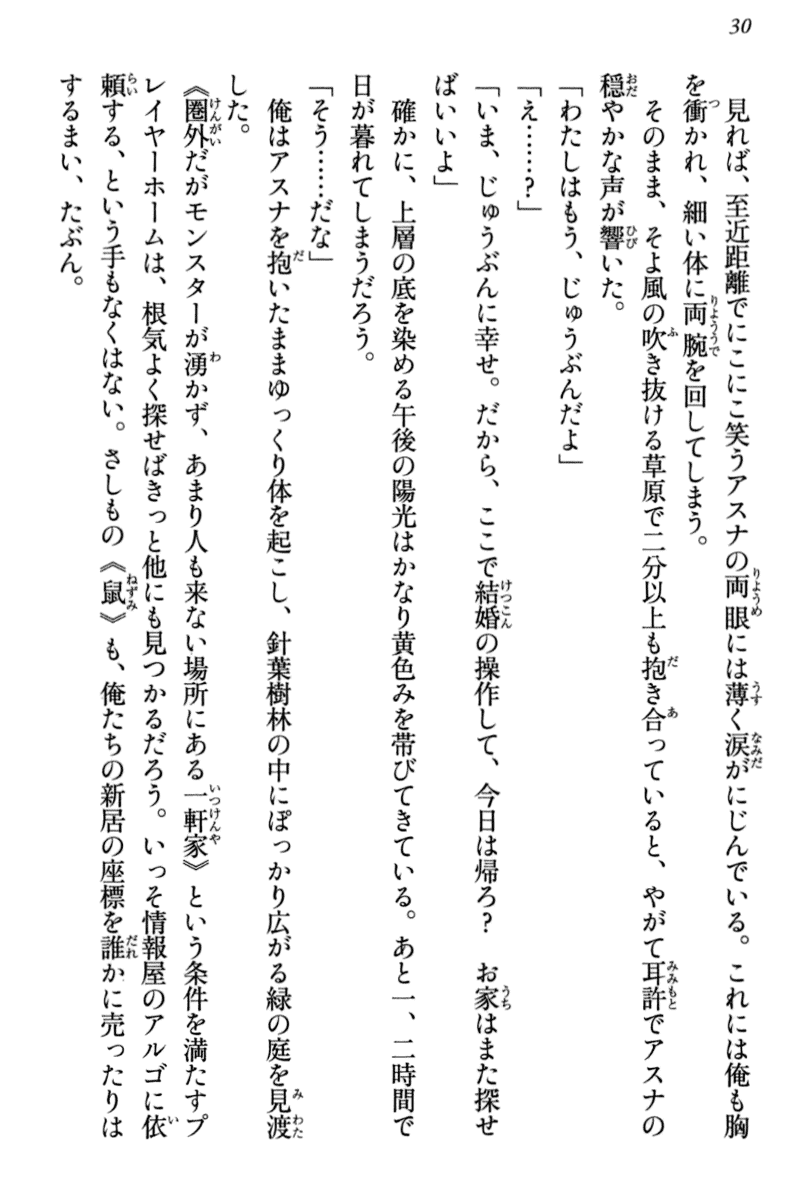 30
見れば、至近距離でにこにこ笑うアスナの両眼には薄く涙がにじんでいる。これには俺も胸
を衝かれ、細い体に両腕を回してしまう。
そのまま、そよ風の吹き抜ける草原で二分以上も抱き合っていると、やがて耳許でアスナの
穏やかな声が響いた。
「わたしはもう、じゅうぶんだよ」
「え……?」
「いま、じゅうぶんに幸せ。だから、ここで結婚の操作して、今日は帰ろ?　お家はまた探せ
ばいいよ」
確かに、上層の底を染める午後の陽光はかなり黄色みを帯びてきている。あと一、二時間で
日が暮れてしまうだろう。
「そう……だな」
俺はアスナを抱いたままゆっくり体を起こし、針葉樹林の中にぽっかり広がる緑の庭を見渡
した。
《圏外だがモンスターが湧かず、あまり人も来ない場所にある一軒家》という条件を満たすプ
レイヤーホームは、根気よく探せばきっと他にも見つかるだろう。いっそ情報屋のアルゴに依
頼する、という手もなくはない。さしもの《鼠》も、俺たちの新居の座標を誰かに売ったりは
するまい、たぶん。